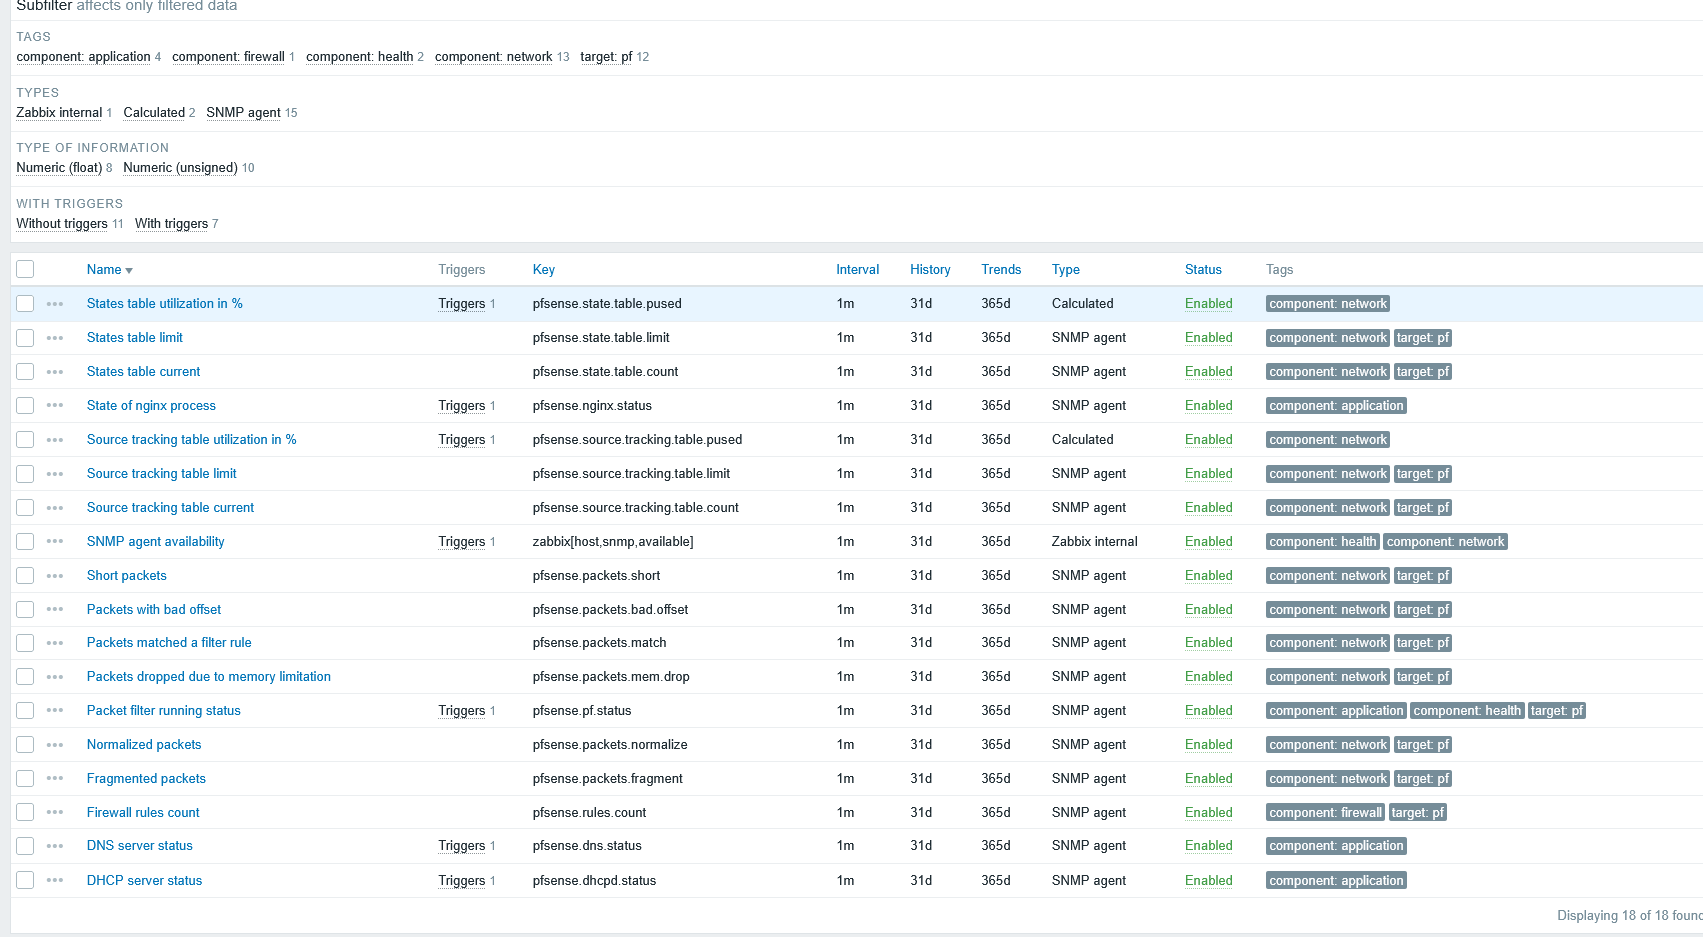 Subfilter affects only filtered data
TAGS
component: application 4 component: firewall 1 component: health 2 component: network 13 target: pf 12
TYPES
Zabbix internal 1 Calculated 2 SNMP agent 15
TYPE OF INFORMATION
Numeric (float) 8 Numeric (unsigned) 10
WITH TRIGGERS
Without triggers 11 With triggers 7
Name Triggers Key Interval History Trends Type Status Tags
States table utilization in % Triggers 1 pfsense.state.table.pused 1m 31d 365d Calculated Enabled component: network
States table limit pfsense.state.table.limit 1m 31d 365d SNMP agent Enabled component: network target: pf
States table current pfsense.state.table.count 1m 31d 365d SNMP agent Enabled component: network target: pf
State of nginx process Triggers 1 pfsense.nginx.status 1m 31d 365d SNMP agent Enabled component: application
Source tracking table utilization in % Triggers 1 pfsense.source.tracking.table.pused 1m 31d 365d Calculated Enabled component: network
Source tracking table limit pfsense.source.tracking.table.limit 1m 31d 365d SNMP agent Enabled component: network target: pf
Source tracking table current pfsense.source.tracking.table.count 1m 31d 365d SNMP agent Enabled component: network target: pf
SNMP agent availability Triggers 1 zabbix[host,snmp,available] 1m 31d 365d Zabbix internal Enabled component: health component: network
Short packets pfsense.packets.short 1m 31d 365d SNMP agent Enabled component: network target: pf
Packets with bad offset pfsense.packets.bad.offset 1m 31d 365d SNMP agent Enabled component: network target: pf
Packets matched a filter rule pfsense.packets.match 1m 31d 365d SNMP agent Enabled component: network target: pf
Packets dropped due to memory limitation pfsense.packets.mem.drop 1m 31d 365d SNMP agent Enabled component: network target: pf
Packet filter running status Triggers 1 pfsense.pf.status 1m 31d 365d SNMP agent Enabled component: application component: health target: pf
Normalized packets pfsense.packets.normalize 1m 31d 365d SNMP agent Enabled component: network target: pf
Fragmented packets pfsense.packets.fragment 1m 31d 365d SNMP agent Enabled component: network target: pf
Firewall rules count pfsense.rules.count 1m 31d 365d SNMP agent Enabled component: firewall target: pf
DNS server status Triggers 1 pfsense.dns.status 1m 31d 365d SNMP agent Enabled component: application
DHCP server status Triggers 1 pfsense.dhcpd.status 1m 31d 365d SNMP agent Enabled component: application
Displaying 18 of 18 found